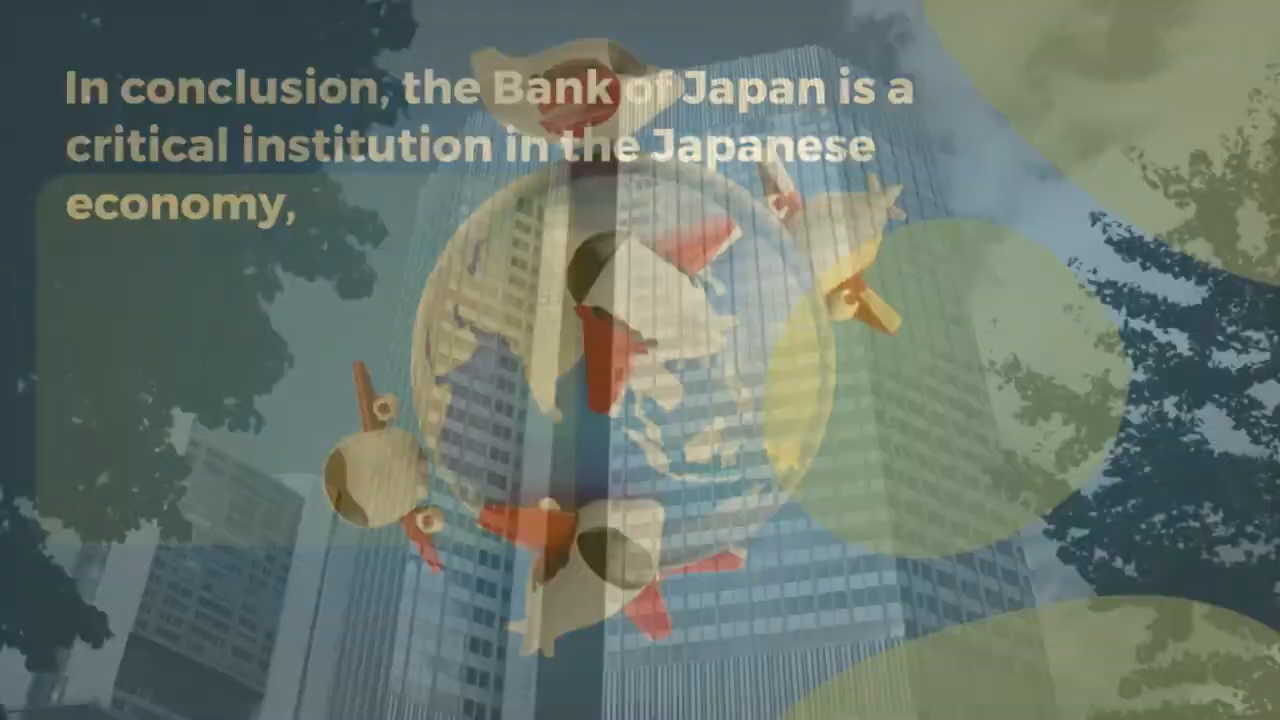 In conclusion, the Bank of Japan is a
critical institution in the Japanese
economy,